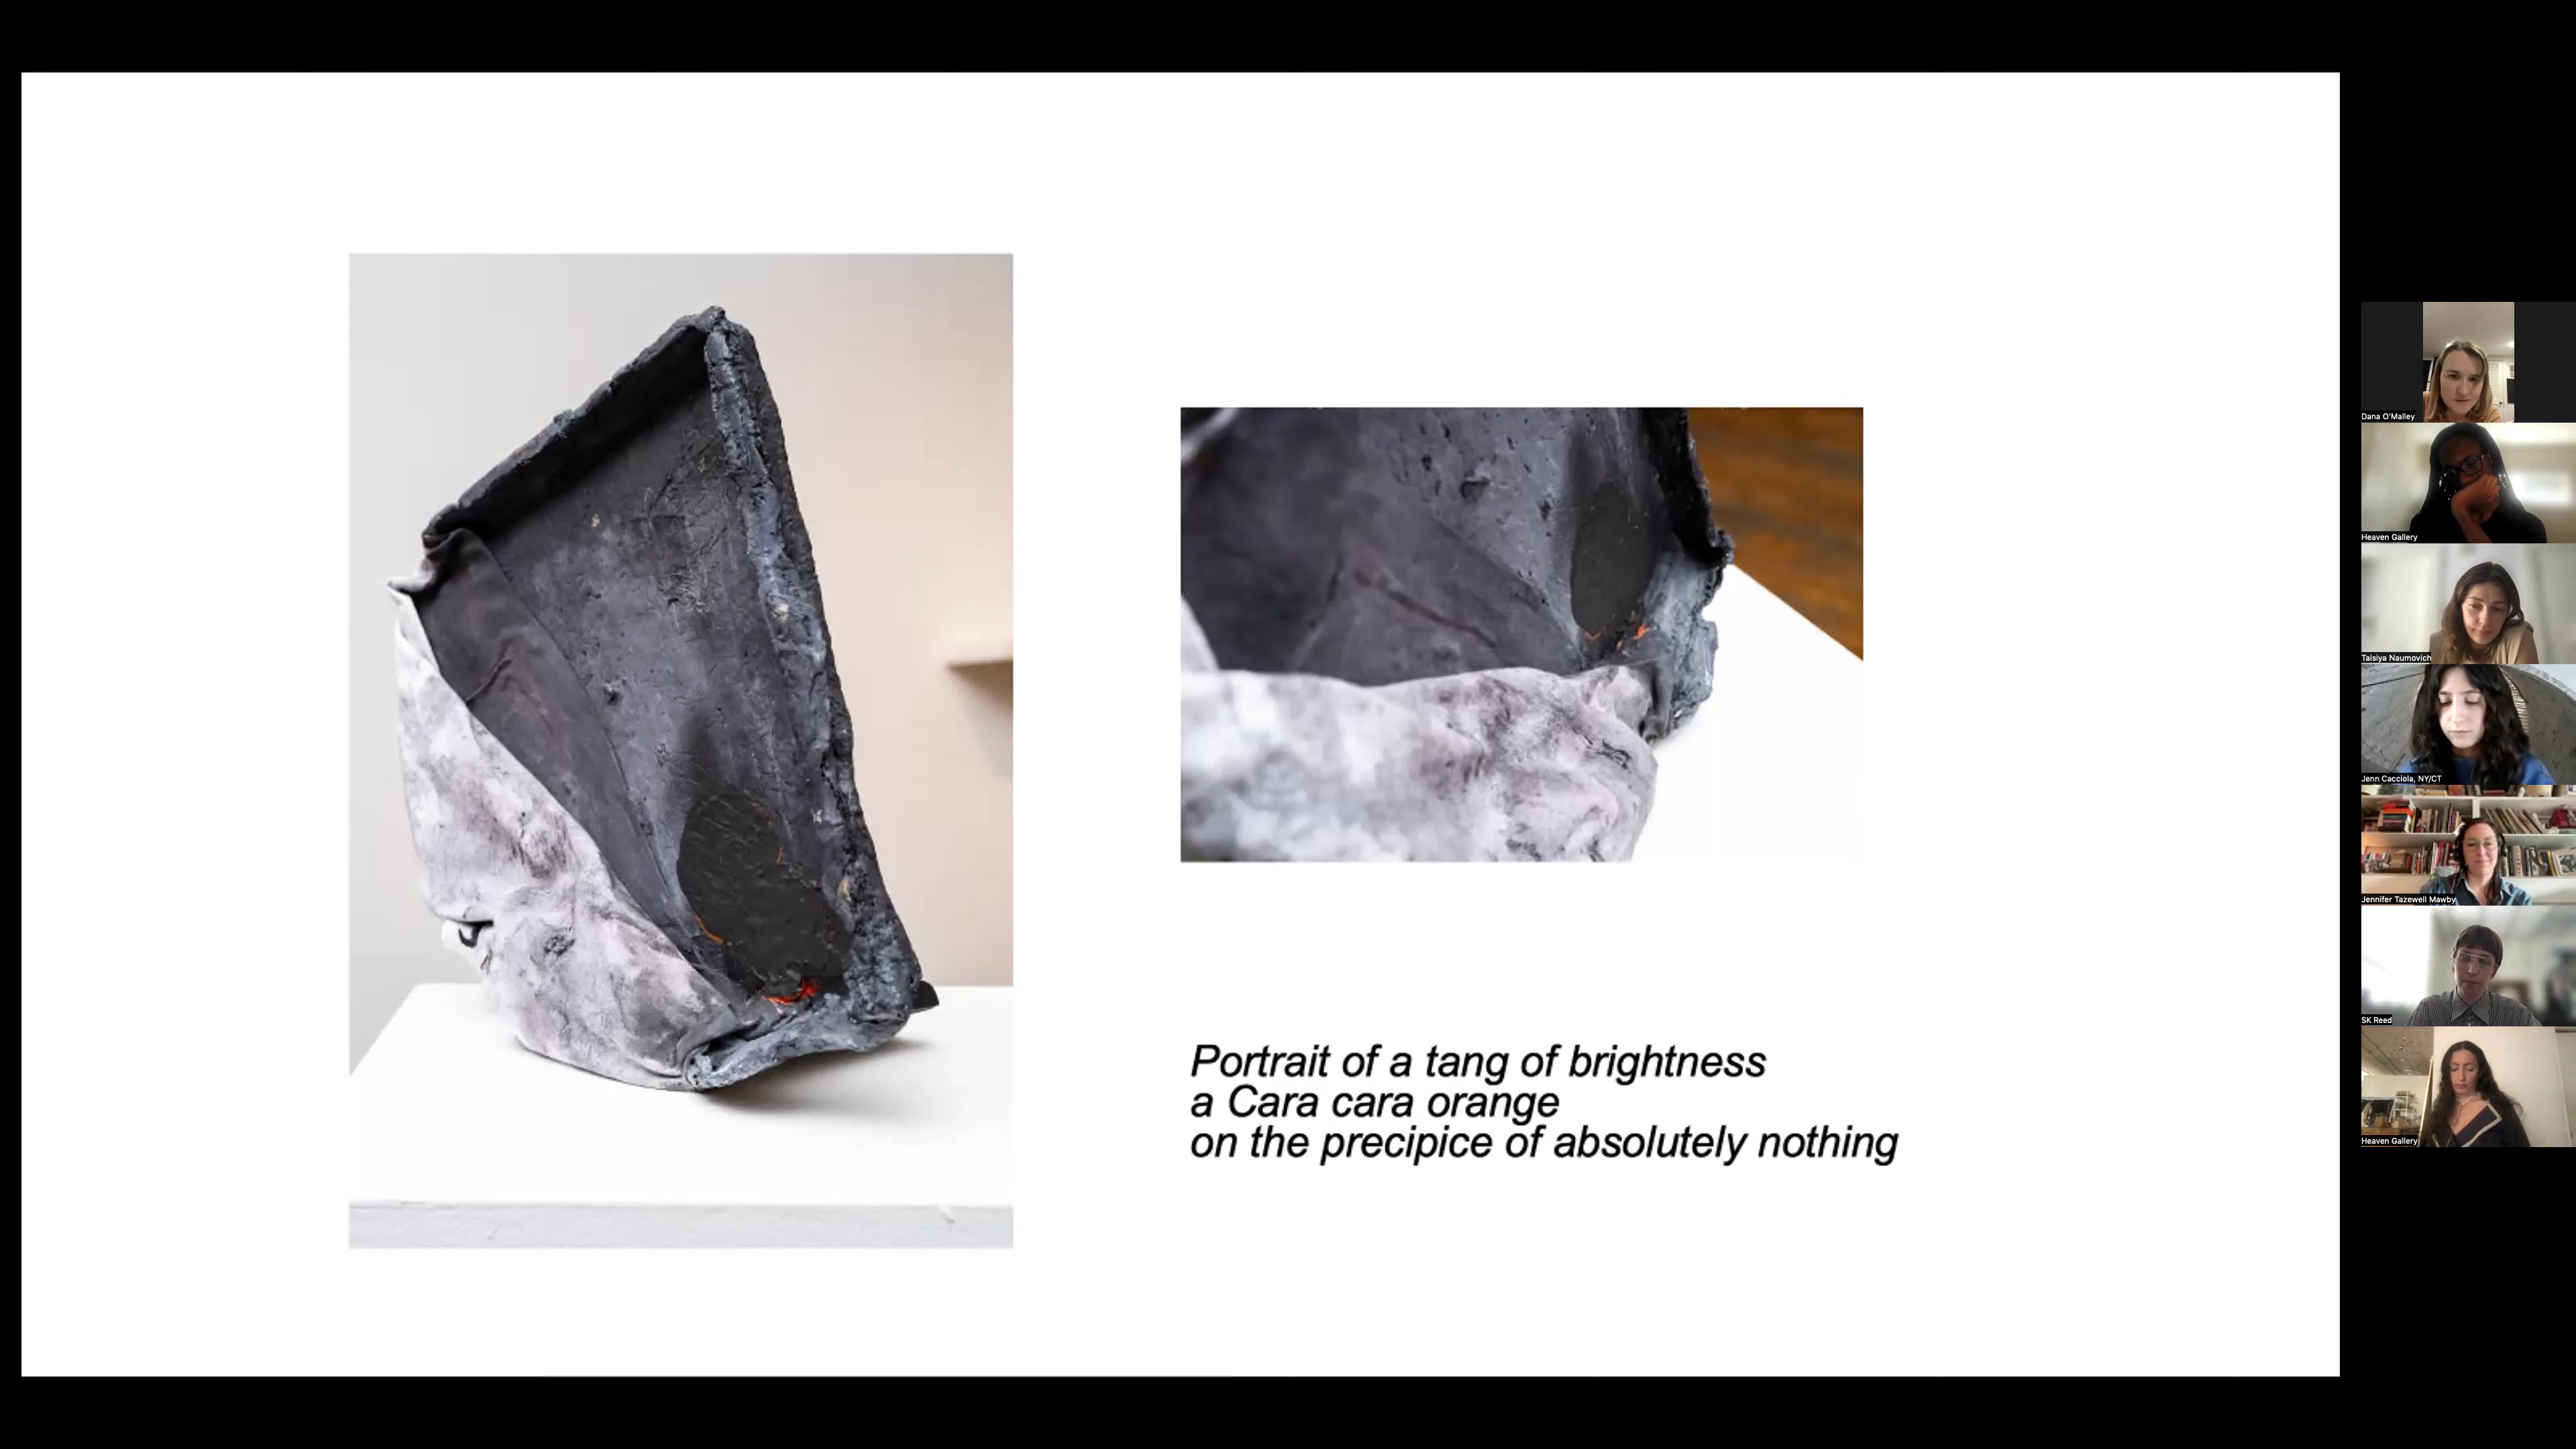 Portrait of a tang of brightness
a Cara cara orange
on the precipice of absolutely nothing
Dana O'Malley
Heaven Gallery
Taisiya Naumovich
Jenn Cacciola, NY/CT
Jennifer Tazewell Mawby
SK Reed
Heaven Gallery